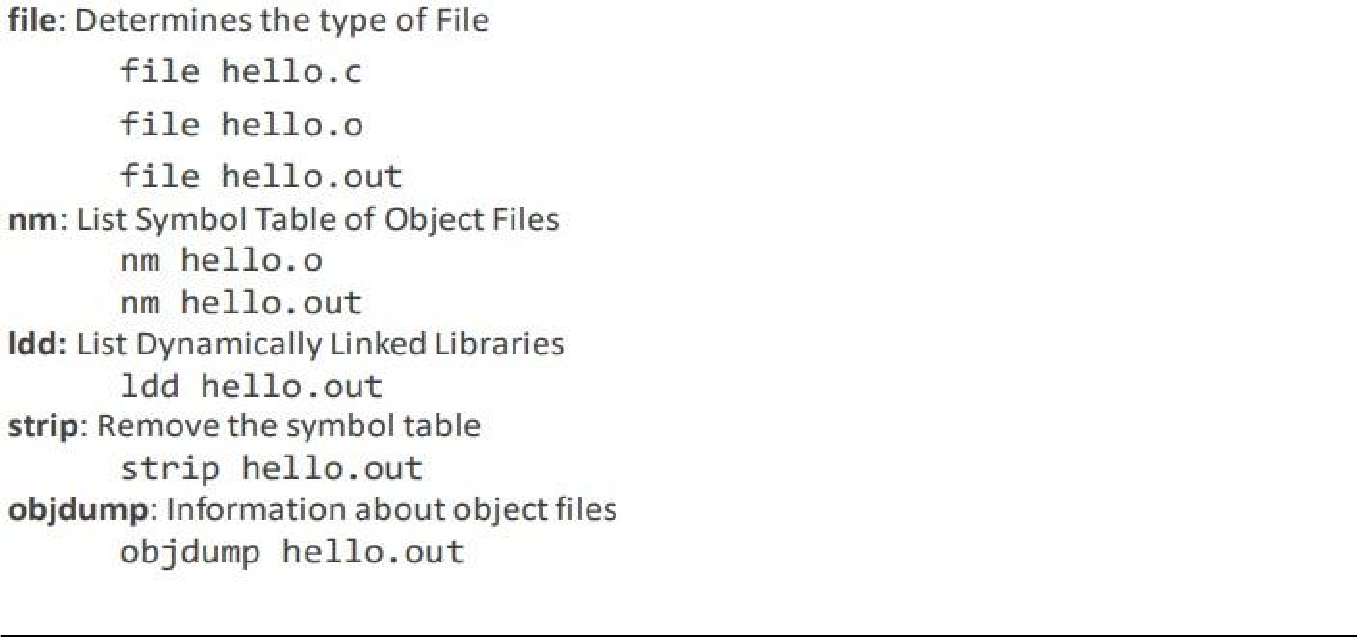 file: Determines the type of File
file hello.c
file hello.o
file hello.out
nm: List Symbol Table of Object Files
nm hello.o
nm hello.out
ldd: List Dynamically Linked Libraries
ldd hello.out
strip: Remove the symbol table
strip hello.out
objdump: Information about object files
objdump hello.out